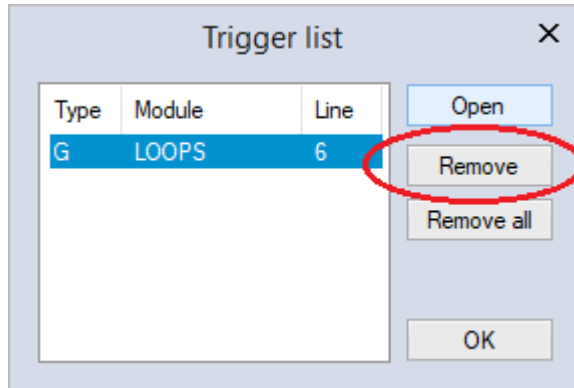 Trigger list
Type Module Line
G LOOPS 6
Open
Remove
Remove all
OK